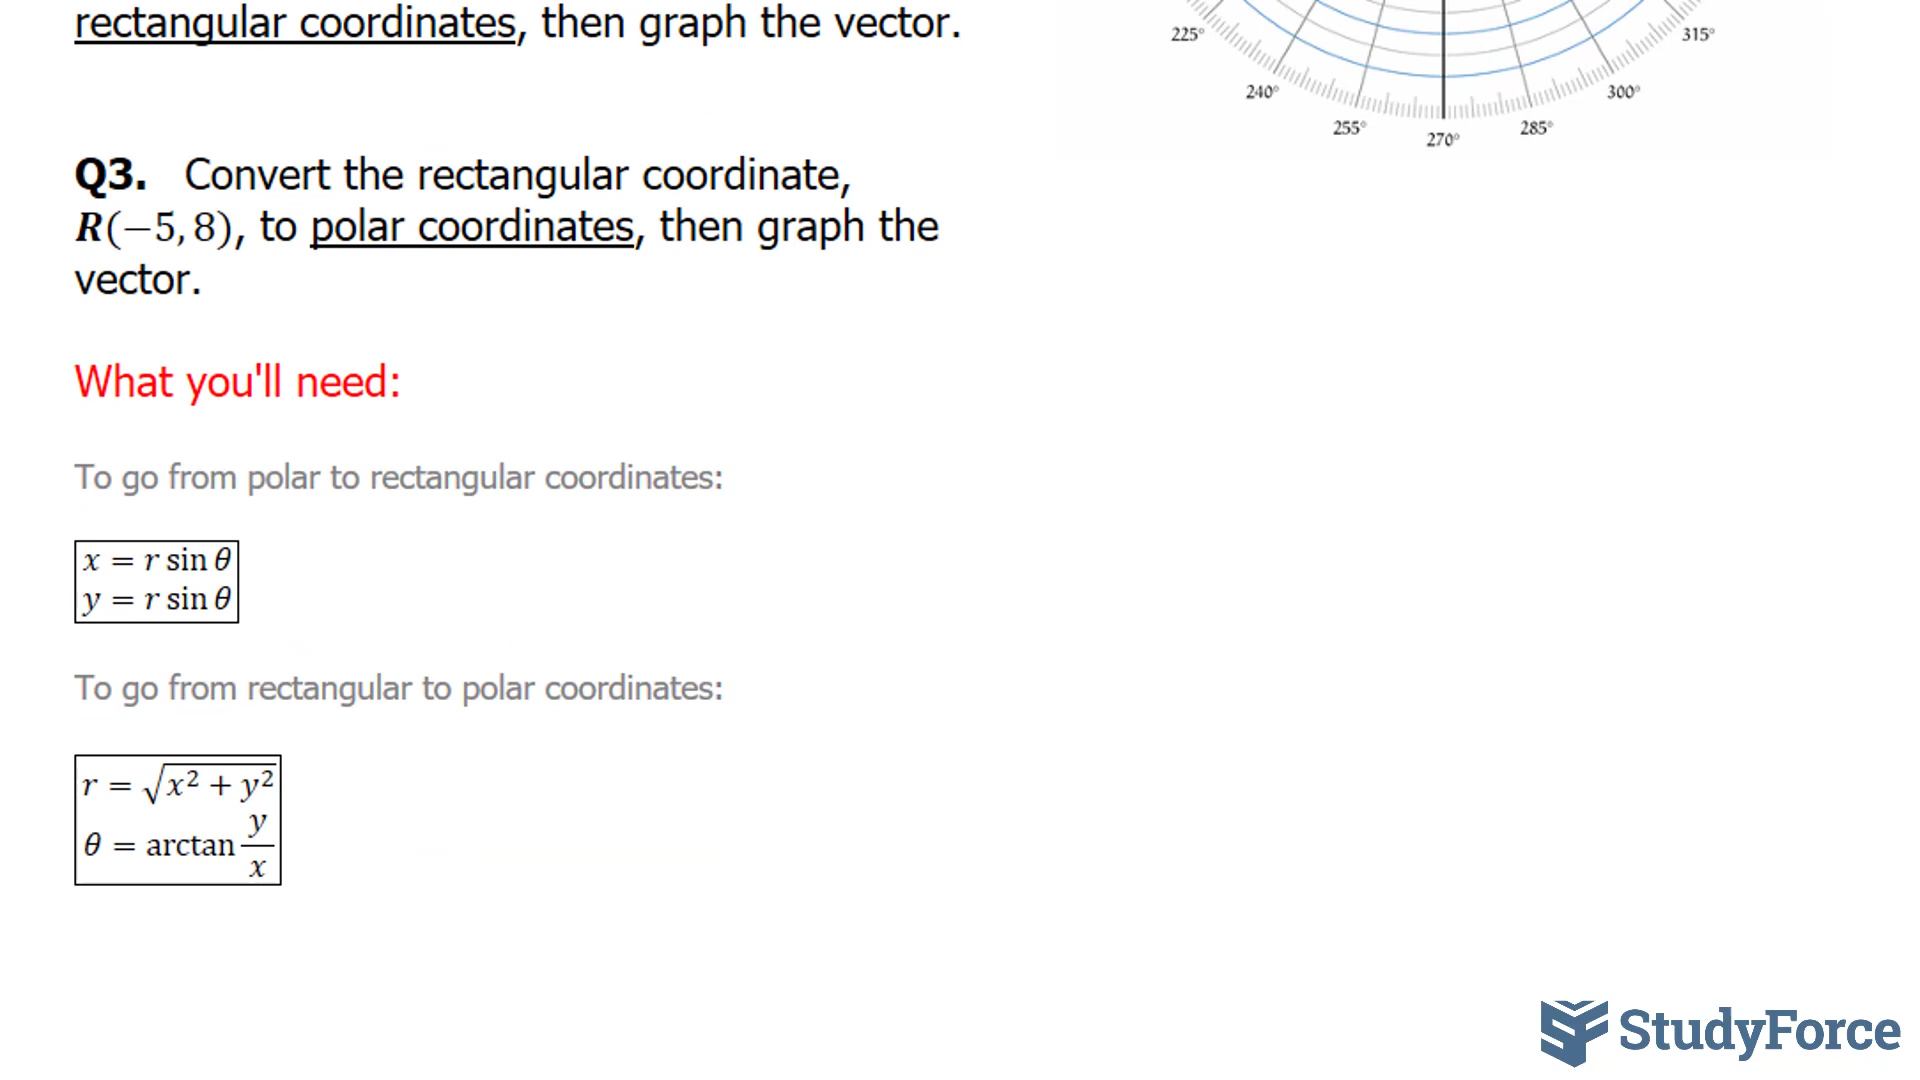 rectangular coordinates, then graph the vector.
225° 315°
240° 300°
255° 285°
270°
Q3. Convert the rectangular coordinate,
R(−5, 8), to polar coordinates, then graph the
vector.
What you'll need:
To go from polar to rectangular coordinates:
x = r sin θ
y = r sin θ
To go from rectangular to polar coordinates:
r = √(x² + y²)
θ = arctan y/x
StudyForce